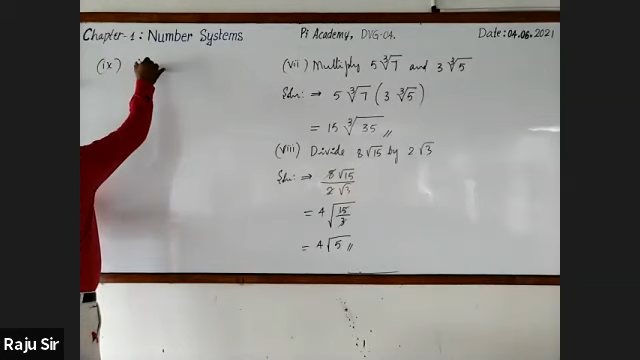 Chapter-1: Number Systems
Pi Academy, DVG-04.
Date: 04.06.2021
(ix)
(vii) Multiply 5∛7 and 3∛5
Soln: ⇒ 5∛7 (3∛5)
= 15∛35 //
(viii) Divide 8√15 by 2√3
Soln: ⇒ 8√15 / 2√3
= 4√(15/3)
= 4√5 //
Raju Sir